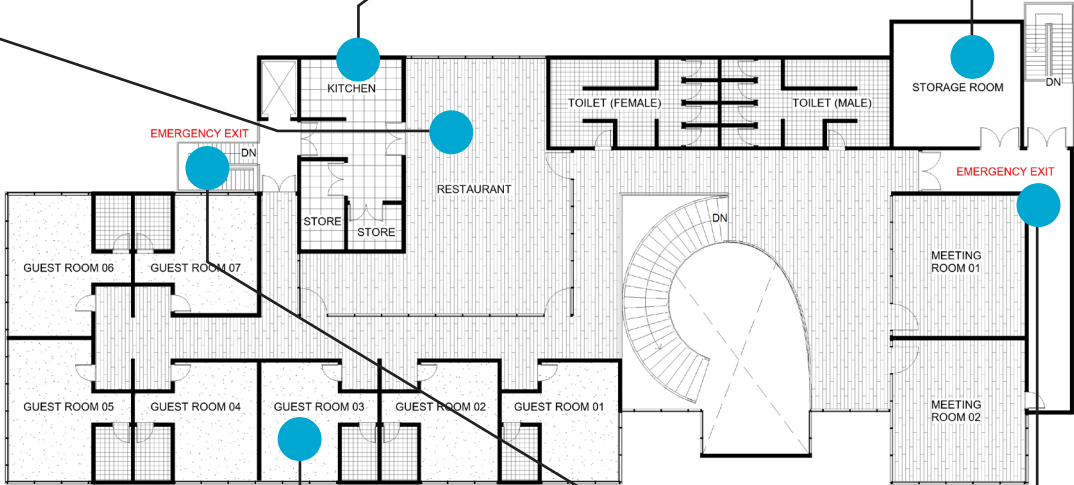 KITCHEN
STORAGE ROOM
DN
TOILET (FEMALE)
TOILET (MALE)
EMERGENCY EXIT
DN
EMERGENCY EXIT
RESTAURANT
STORE
STORE
DN
GUEST ROOM 06
GUEST ROOM 07
MEETING
ROOM 01
GUEST ROOM 05
GUEST ROOM 04
GUEST ROOM 03
GUEST ROOM 02
GUEST ROOM 01
MEETING
ROOM 02